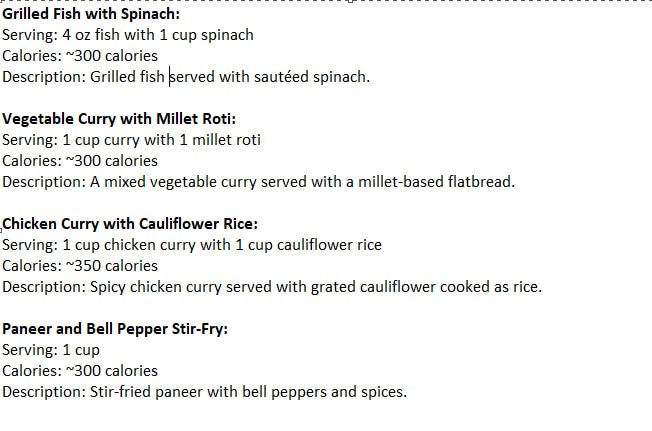 Grilled Fish with Spinach:
Serving: 4 oz fish with 1 cup spinach
Calories: ~300 calories
Description: Grilled fish served with sautéed spinach.
Vegetable Curry with Millet Roti:
Serving: 1 cup curry with 1 millet roti
Calories: ~300 calories
Description: A mixed vegetable curry served with a millet-based flatbread.
Chicken Curry with Cauliflower Rice:
Serving: 1 cup chicken curry with 1 cup cauliflower rice
Calories: ~350 calories
Description: Spicy chicken curry served with grated cauliflower cooked as rice.
Paneer and Bell Pepper Stir-Fry:
Serving: 1 cup
Calories: ~300 calories
Description: Stir-fried paneer with bell peppers and spices.